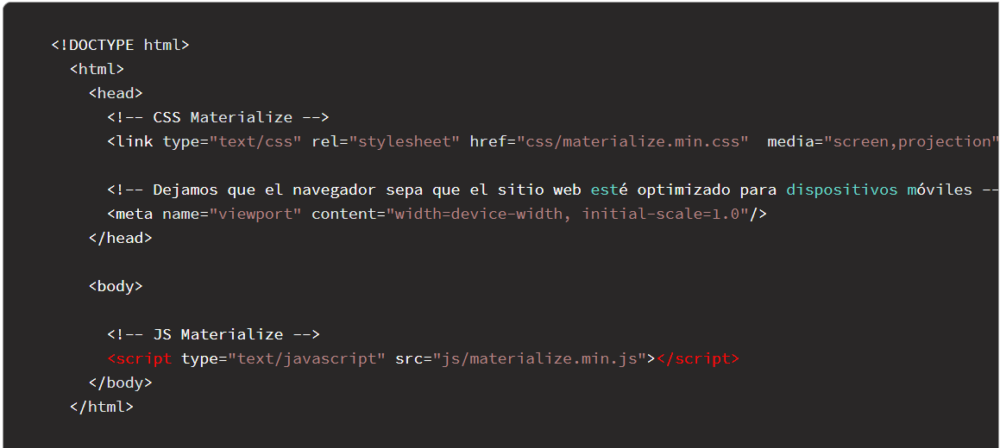 <!DOCTYPE html>
<html>
<head>
<!-- CSS Materialize -->
<link type="text/css" rel="stylesheet" href="css/materialize.min.css"  media="screen,projection"
<!-- Dejamos que el navegador sepa que el sitio web esté optimizado para dispositivos móviles --
<meta name="viewport" content="width=device-width, initial-scale=1.0"/>
</head>
<body>
<!-- JS Materialize -->
<script type="text/javascript" src="js/materialize.min.js"></script>
</body>
</html>